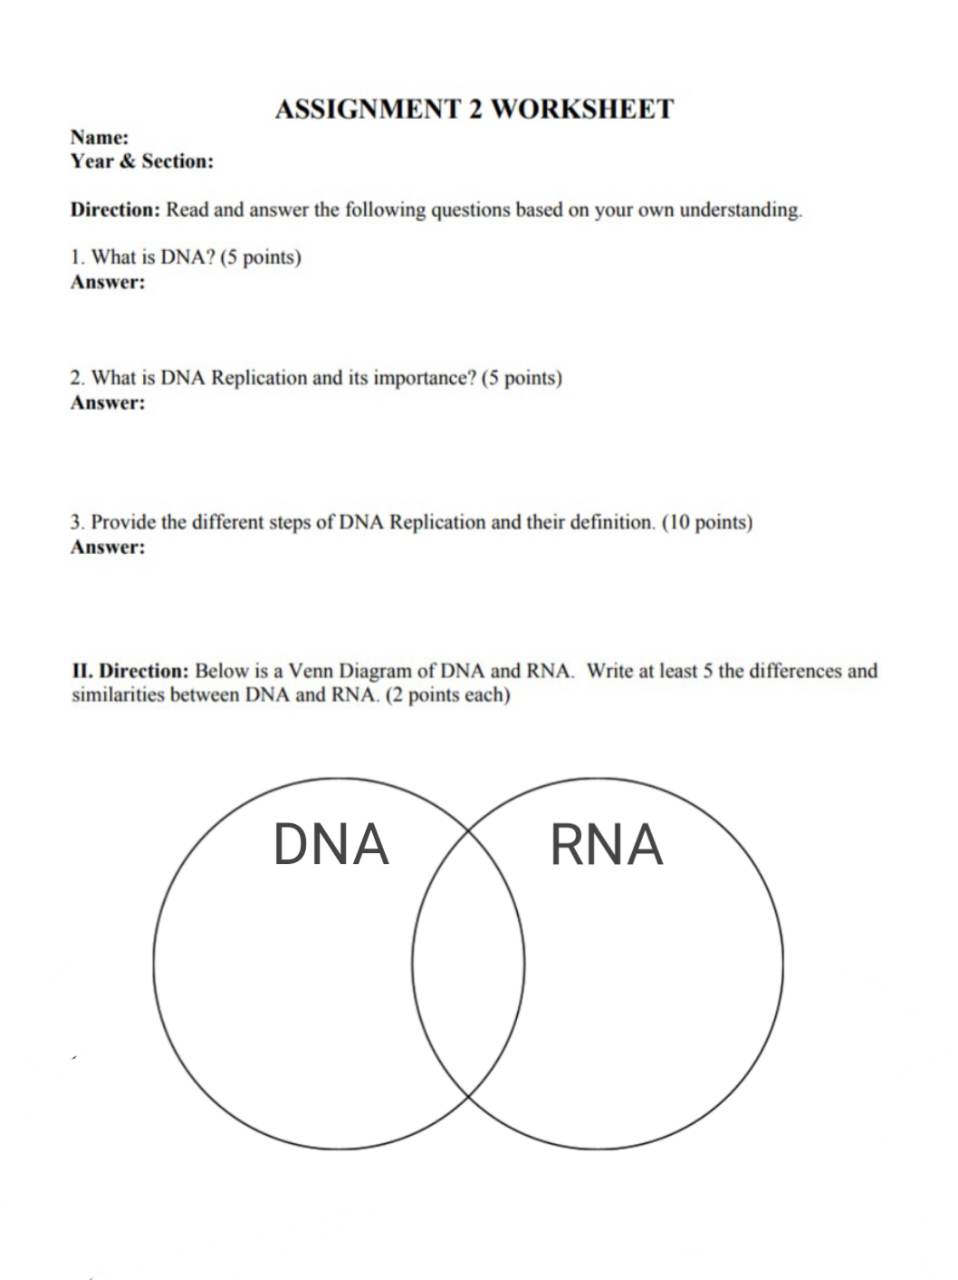 ASSIGNMENT 2 WORKSHEET
Name:
Year & Section:
Direction: Read and answer the following questions based on your own understanding.
1. What is DNA? (5 points)
Answer:
2. What is DNA Replication and its importance? (5 points)
Answer:
3. Provide the different steps of DNA Replication and their definition. (10 points)
Answer:
II. Direction: Below is a Venn Diagram of DNA and RNA. Write at least 5 the differences and
similarities between DNA and RNA. (2 points each)
DNA
RNA